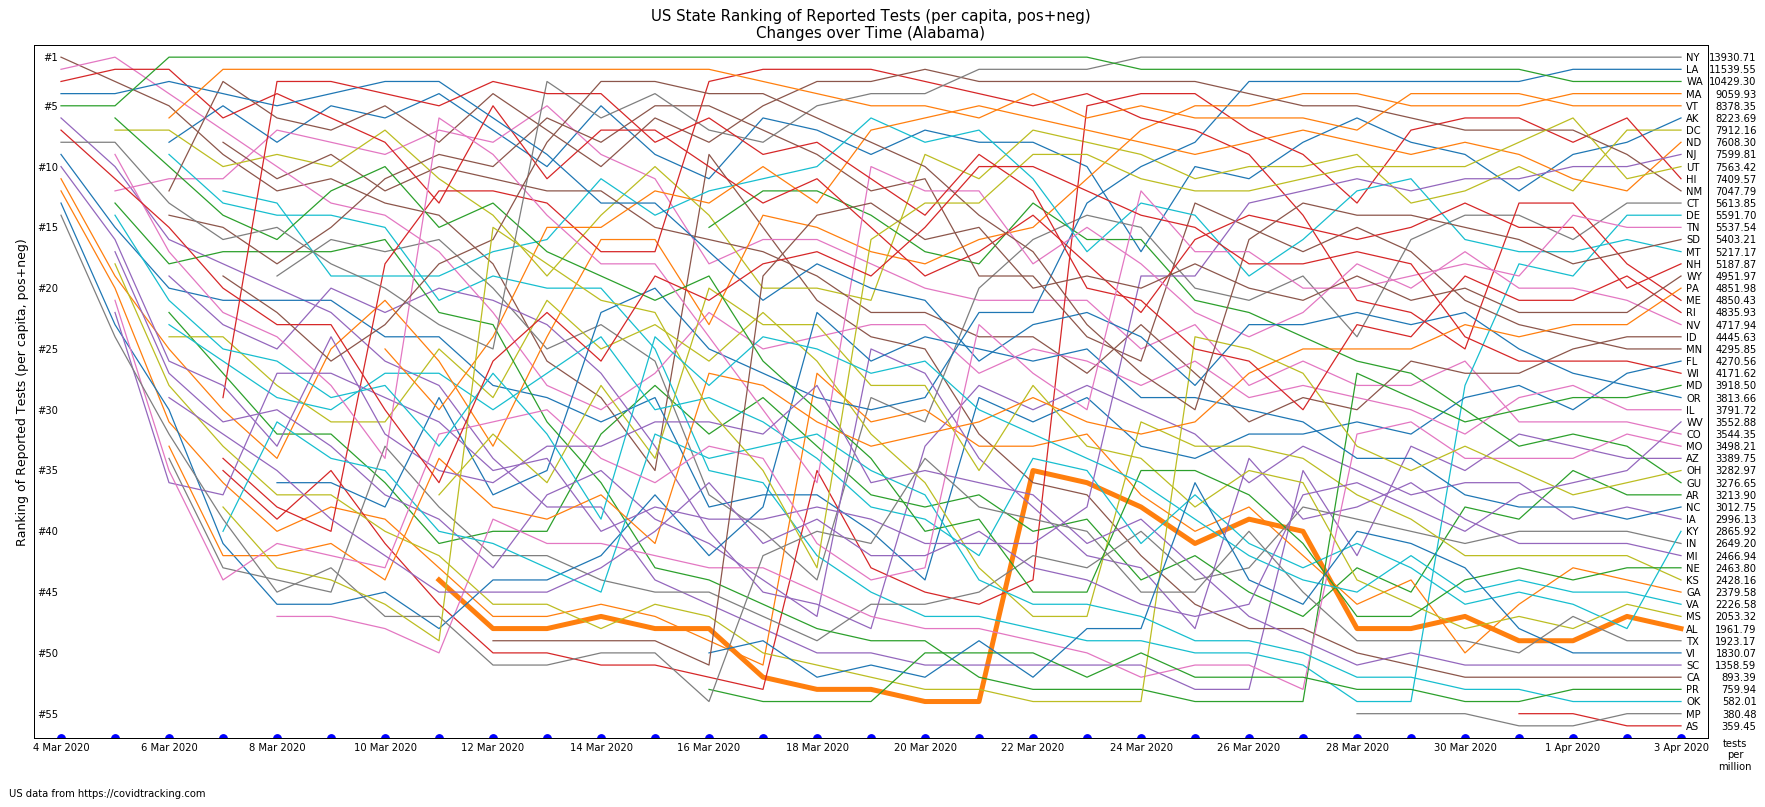 US State Ranking of Reported Tests (per capita, pos+neg)
Changes over Time (Alabama)
Ranking of Reported Tests (per capita, pos+neg)
#1
#5
#10
#15
#20
#25
#30
#35
#40
#45
#50
#55
NY 13930.71
LA 11539.55
WA 10429.30
MA 9059.93
VT 8378.35
AK 8223.69
DC 7912.16
ND 7608.30
NJ 7599.81
UT 7563.42
HI 7409.57
NM 7047.79
CT 5613.85
DE 5591.70
TN 5537.54
SD 5403.21
MT 5217.17
NH 5187.87
WY 4951.97
PA 4851.98
ME 4850.43
RI 4835.93
NV 4717.94
ID 4445.63
MN 4295.85
FL 4270.56
WI 4171.62
MD 3918.50
OR 3813.66
IL 3791.72
WV 3552.88
CO 3544.35
MO 3498.21
AZ 3389.75
OH 3282.97
GU 3276.65
AR 3213.90
NC 3012.75
IA 2996.13
KY 2865.92
IN 2649.20
MI 2466.94
NE 2463.80
KS 2428.16
GA 2379.58
VA 2226.58
MS 2053.32
AL 1961.79
TX 1923.17
VI 1830.07
SC 1358.59
CA 893.39
PR 759.94
OK 582.01
MP 380.48
AS 359.45
4 Mar 2020 6 Mar 2020 8 Mar 2020 10 Mar 2020 12 Mar 2020 14 Mar 2020 16 Mar 2020 18 Mar 2020 20 Mar 2020 22 Mar 2020 24 Mar 2020 26 Mar 2020 28 Mar 2020 30 Mar 2020 1 Apr 2020 3 Apr 2020
tests
per
million
US data from https://covidtracking.com